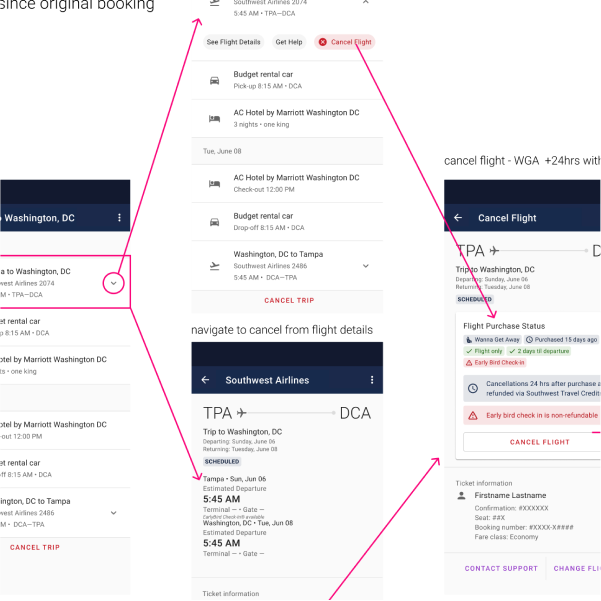 since original booking
Southwest Airlines 2074
5:45 AM • TPA—DCA
See Flight Details
Get Help
Cancel Flight
Budget rental car
Pick-up 8:15 AM • DCA
AC Hotel by Marriott Washington DC
3 nights • one king
Tue, June 08
AC Hotel by Marriott Washington DC
Check-out 12:00 PM
Budget rental car
Drop-off 8:15 AM • DCA
Washington, DC to Tampa
Southwest Airlines 2486
5:45 AM • DCA—TPA
CANCEL TRIP
Washington, DC
a to Washington, DC
west Airlines 2074
M • TPA—DCA
et rental car
p 8:15 AM • DCA
otel by Marriott Washington DC
ts • one king
otel by Marriott Washington DC
-out 12:00 PM
et rental car
off 8:15 AM • DCA
ington, DC to Tampa
west Airlines 2486
M • DCA—TPA
CANCEL TRIP
navigate to cancel from flight details
Southwest Airlines
TPA
DCA
Trip to Washington, DC
Departing: Sunday, June 06
Returning: Tuesday, June 08
SCHEDULED
Tampa • Sun, Jun 06
Estimated Departure
5:45 AM
Terminal — • Gate —
EarlyBird Check-In® available
Washington, DC • Tue, Jun 08
Estimated Departure
5:45 AM
Terminal — • Gate —
Ticket information
cancel flight - WGA +24hrs with
Cancel Flight
TPA
D
Trip to Washington, DC
Departing: Sunday, June 06
Returning: Tuesday, June 08
SCHEDULED
Flight Purchase Status
Wanna Get Away
Purchased 15 days ago
Flight only
2 days til departure
Early Bird Check-in
Cancellations 24 hrs after purchase a
refunded via Southwest Travel Credits
Early bird check in is non-refundable
CANCEL FLIGHT
Ticket information
Firstname Lastname
Confirmation: #XXXXXX
Seat: ##X
Booking number: #XXXX-X####
Fare class: Economy
CONTACT SUPPORT
CHANGE FLI